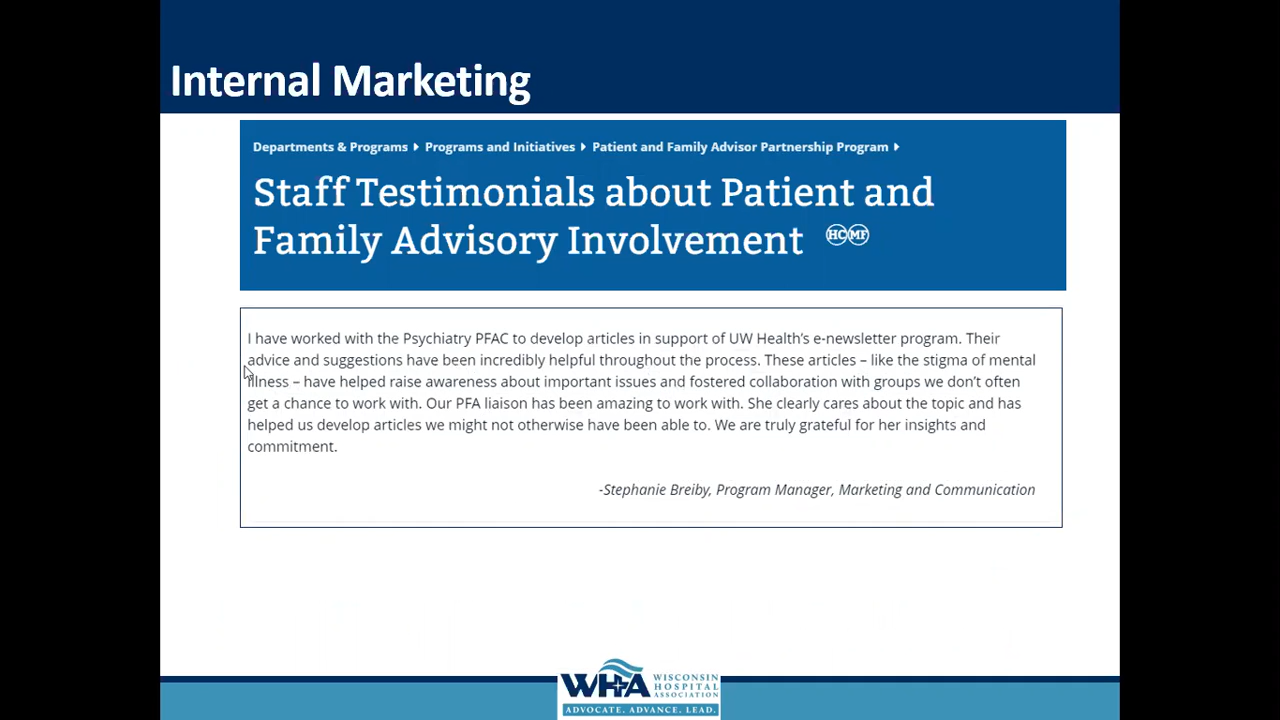 Internal Marketing
Departments & Programs Programs and Initiatives Patient and Family Advisor Partnership Program
Staff Testimonials about Patient and
Family Advisory Involvement HC MF
I have worked with the Psychiatry PFAC to develop articles in support of UW Health’s e-newsletter program. Their
advice and suggestions have been incredibly helpful throughout the process. These articles – like the stigma of mental
illness – have helped raise awareness about important issues and fostered collaboration with groups we don’t often
get a chance to work with. Our PFA liaison has been amazing to work with. She clearly cares about the topic and has
helped us develop articles we might not otherwise have been able to. We are truly grateful for her insights and
commitment.
-Stephanie Breiby, Program Manager, Marketing and Communication
WHA
WISCONSIN
HOSPITAL
ASSOCIATION
ADVOCATE. ADVANCE. LEAD.